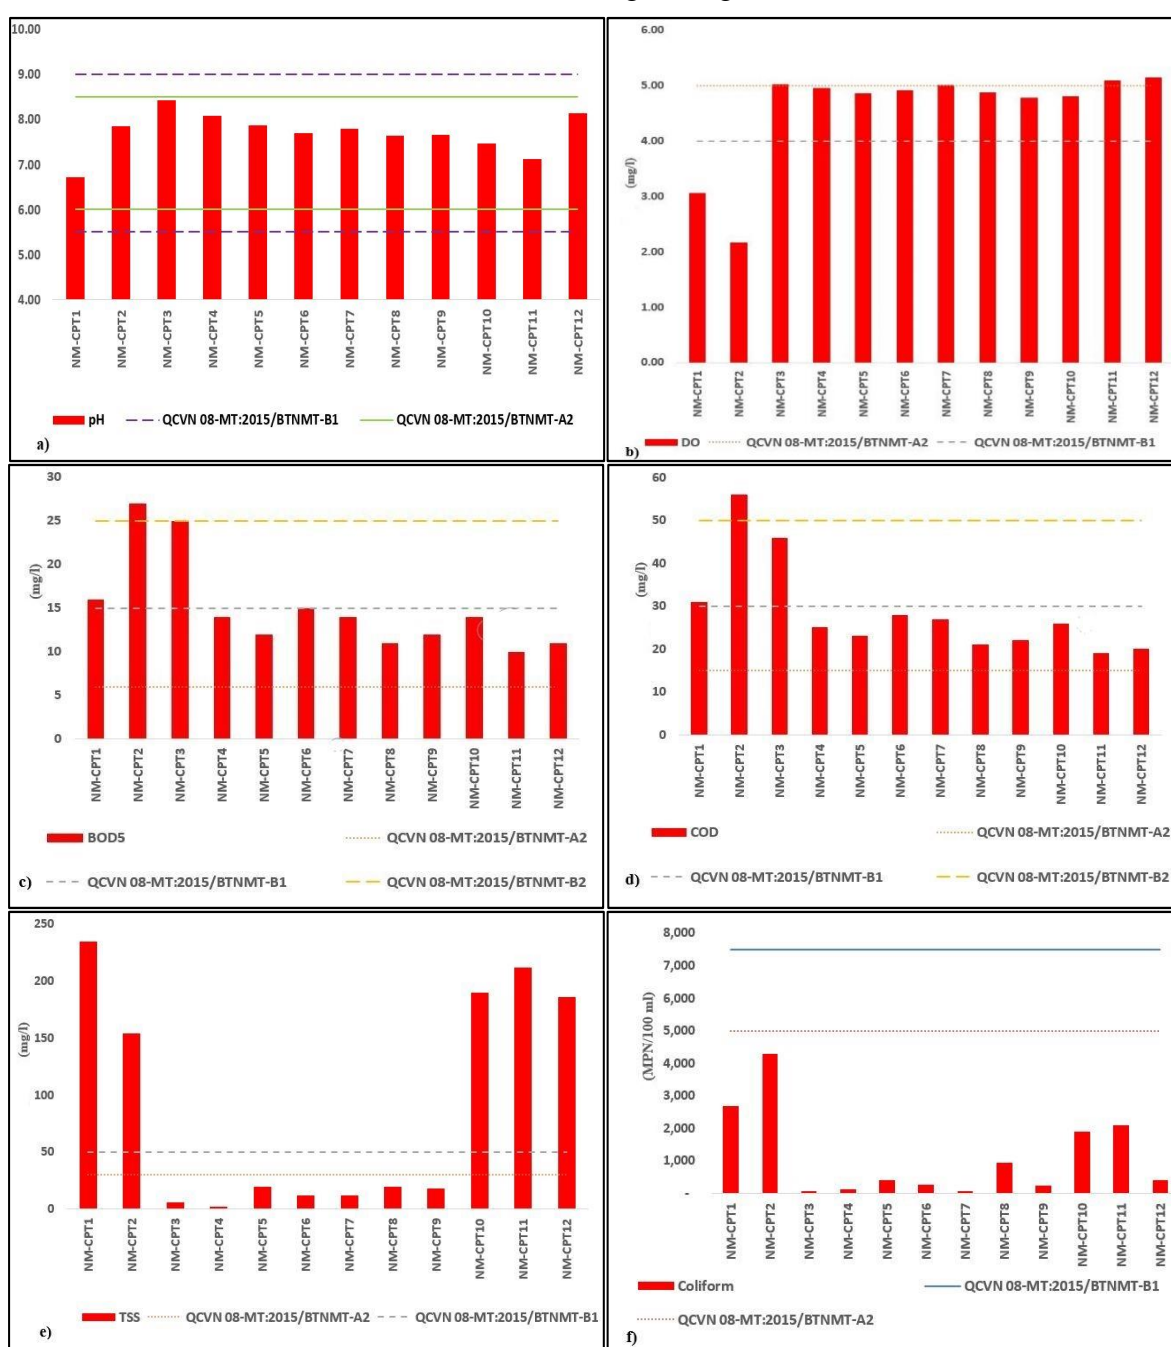 10.00
9.00
8.00
7.00
6.00
5.00
4.00
NM-CPT1
NM-CPT2
NM-CPT3
NM-CPT4
NM-CPT5
NM-CPT6
NM-CPT7
NM-CPT8
NM-CPT9
NM-CPT10
NM-CPT11
NM-CPT12
pH QCVN 08-MT:2015/BTNMT-B1 QCVN 08-MT:2015/BTNMT-A2
a)
6.00
5.00
4.00
3.00
2.00
1.00
0.00
(mg/l)
NM-CPT1
NM-CPT2
NM-CPT3
NM-CPT4
NM-CPT5
NM-CPT6
NM-CPT7
NM-CPT8
NM-CPT9
NM-CPT10
NM-CPT11
NM-CPT12
DO QCVN 08-MT:2015/BTNMT-A2 QCVN 08-MT:2015/BTNMT-B1
b)
30
25
20
15
10
5
0
(mg/l)
NM-CPT1
NM-CPT2
NM-CPT3
NM-CPT4
NM-CPT5
NM-CPT6
NM-CPT7
NM-CPT8
NM-CPT9
NM-CPT10
NM-CPT11
NM-CPT12
BOD5 QCVN 08-MT:2015/BTNMT-A2
c) QCVN 08-MT:2015/BTNMT-B1 QCVN 08-MT:2015/BTNMT-B2
60
50
40
30
20
10
0
(mg/l)
NM-CPT1
NM-CPT2
NM-CPT3
NM-CPT4
NM-CPT5
NM-CPT6
NM-CPT7
NM-CPT8
NM-CPT9
NM-CPT10
NM-CPT11
NM-CPT12
COD QCVN 08-MT:2015/BTNMT-A2
d) QCVN 08-MT:2015/BTNMT-B1 QCVN 08-MT:2015/BTNMT-B2
250
200
150
100
50
0
(mg/l)
NM-CPT1
NM-CPT2
NM-CPT3
NM-CPT4
NM-CPT5
NM-CPT6
NM-CPT7
NM-CPT8
NM-CPT9
NM-CPT10
NM-CPT11
NM-CPT12
TSS QCVN 08-MT:2015/BTNMT-A2 QCVN 08-MT:2015/BTNMT-B1
e)
8,000
7,000
6,000
5,000
4,000
3,000
2,000
1,000
-
(MPN/100 ml)
NM-CPT1
NM-CPT2
NM-CPT3
NM-CPT4
NM-CPT5
NM-CPT6
NM-CPT7
NM-CPT8
NM-CPT9
NM-CPT10
NM-CPT11
NM-CPT12
Coliform QCVN 08-MT:2015/BTNMT-B1
QCVN 08-MT:2015/BTNMT-A2
f)